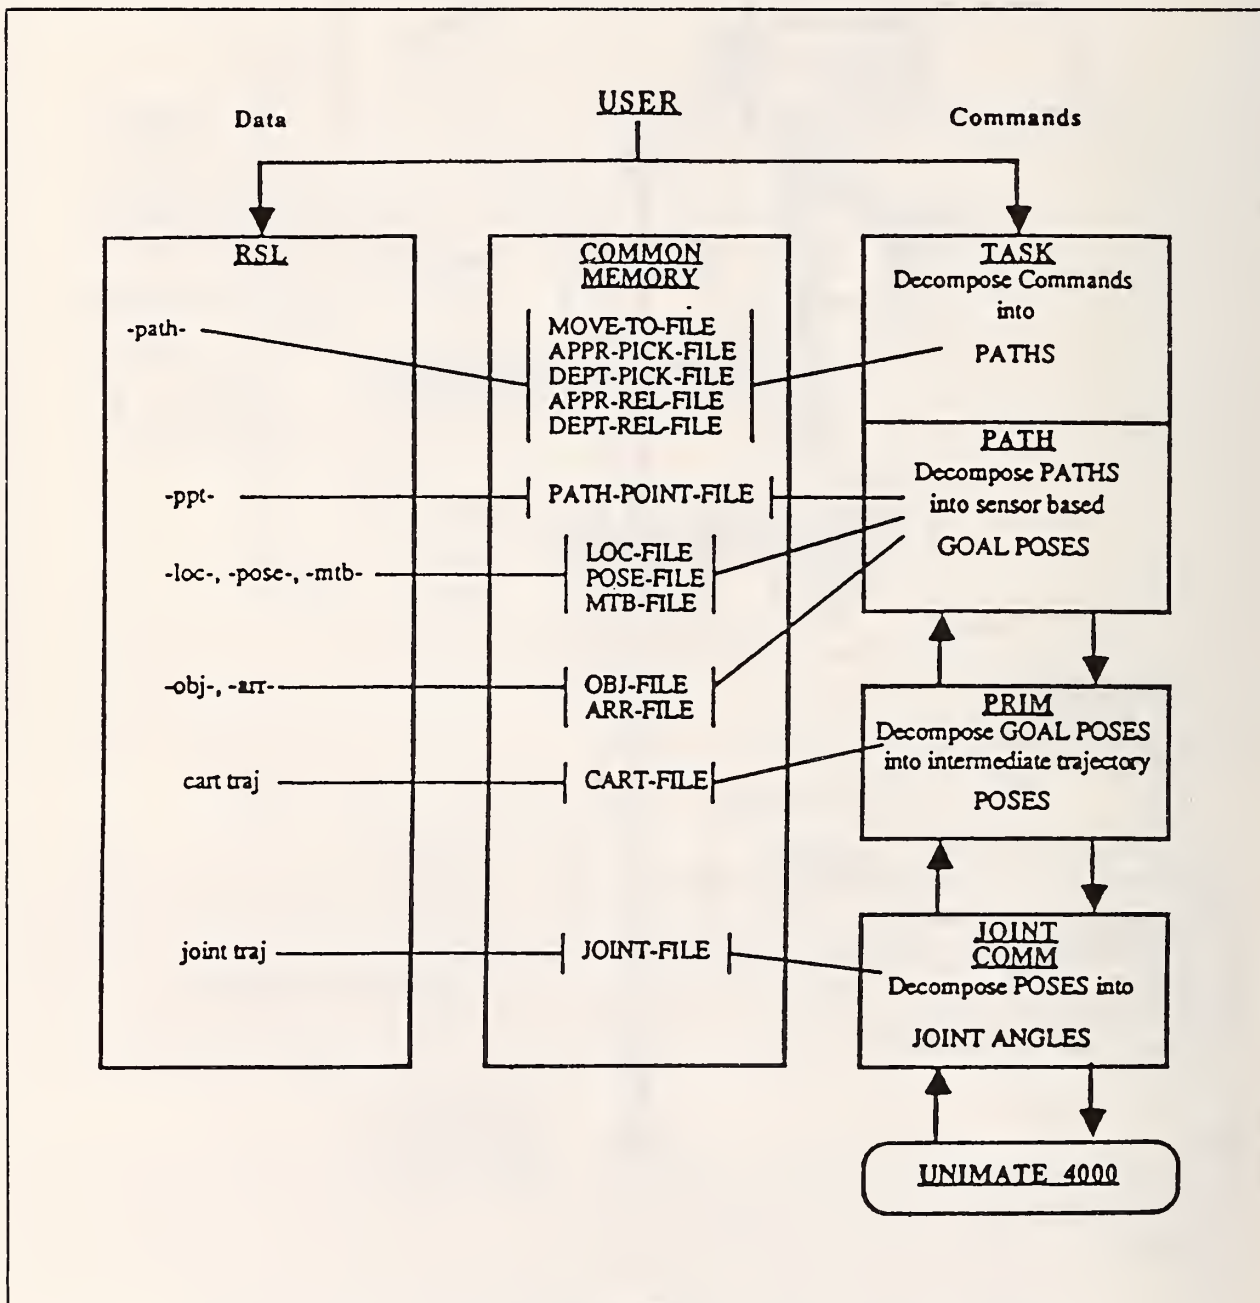 Data
USER
Commands
RSL
-path-
-ppt-
-loc-, -pose-, -mtb-
-obj-, -arr-
cart traj
joint traj
COMMON
MEMORY
MOVE-TO-FILE
APPR-PICK-FILE
DEPT-PICK-FILE
APPR-REL-FILE
DEPT-REL-FILE
PATH-POINT-FILE
LOC-FILE
POSE-FILE
MTB-FILE
OBJ-FILE
ARR-FILE
CART-FILE
JOINT-FILE
TASK
Decompose Commands
into
PATHS
PATH
Decompose PATHS
into sensor based
GOAL POSES
PRIM
Decompose GOAL POSES
into intermediate trajectory
POSES
JOINT
COMM
Decompose POSES into
JOINT ANGLES
UNIMATE 4000